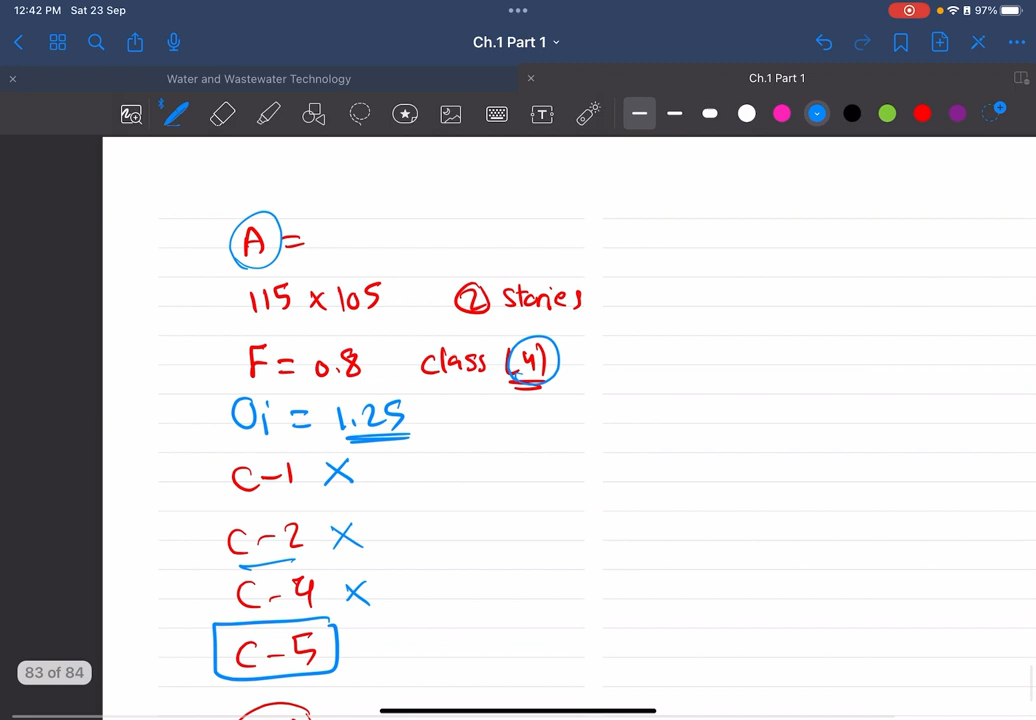 12:42 PM Sat 23 Sep
97%
Ch.1 Part 1
Water and Wastewater Technology
Ch.1 Part 1
A =
115 x 105 2 stories
F = 0.8 class (4)
Oi = 1.25
C-1 X
C-2 X
C-4 X
C-5
83 of 84